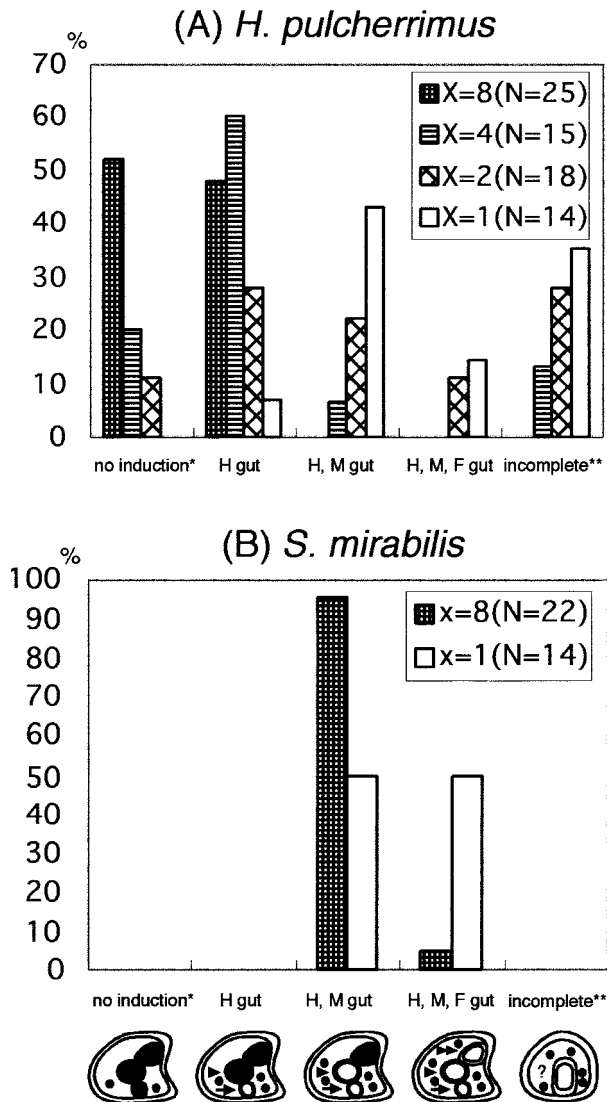 (A) H. pulcherrimus
%
70
60
50
40
30
20
10
0
X=8(N=25)
X=4(N=15)
X=2(N=18)
X=1(N=14)
no induction* H gut H, M gut H, M, F gut incomplete**
(B) S. mirabilis
%
100
90
80
70
60
50
40
30
20
10
0
x=8(N=22)
x=1(N=14)
no induction* H gut H, M gut H, M, F gut incomplete**
?